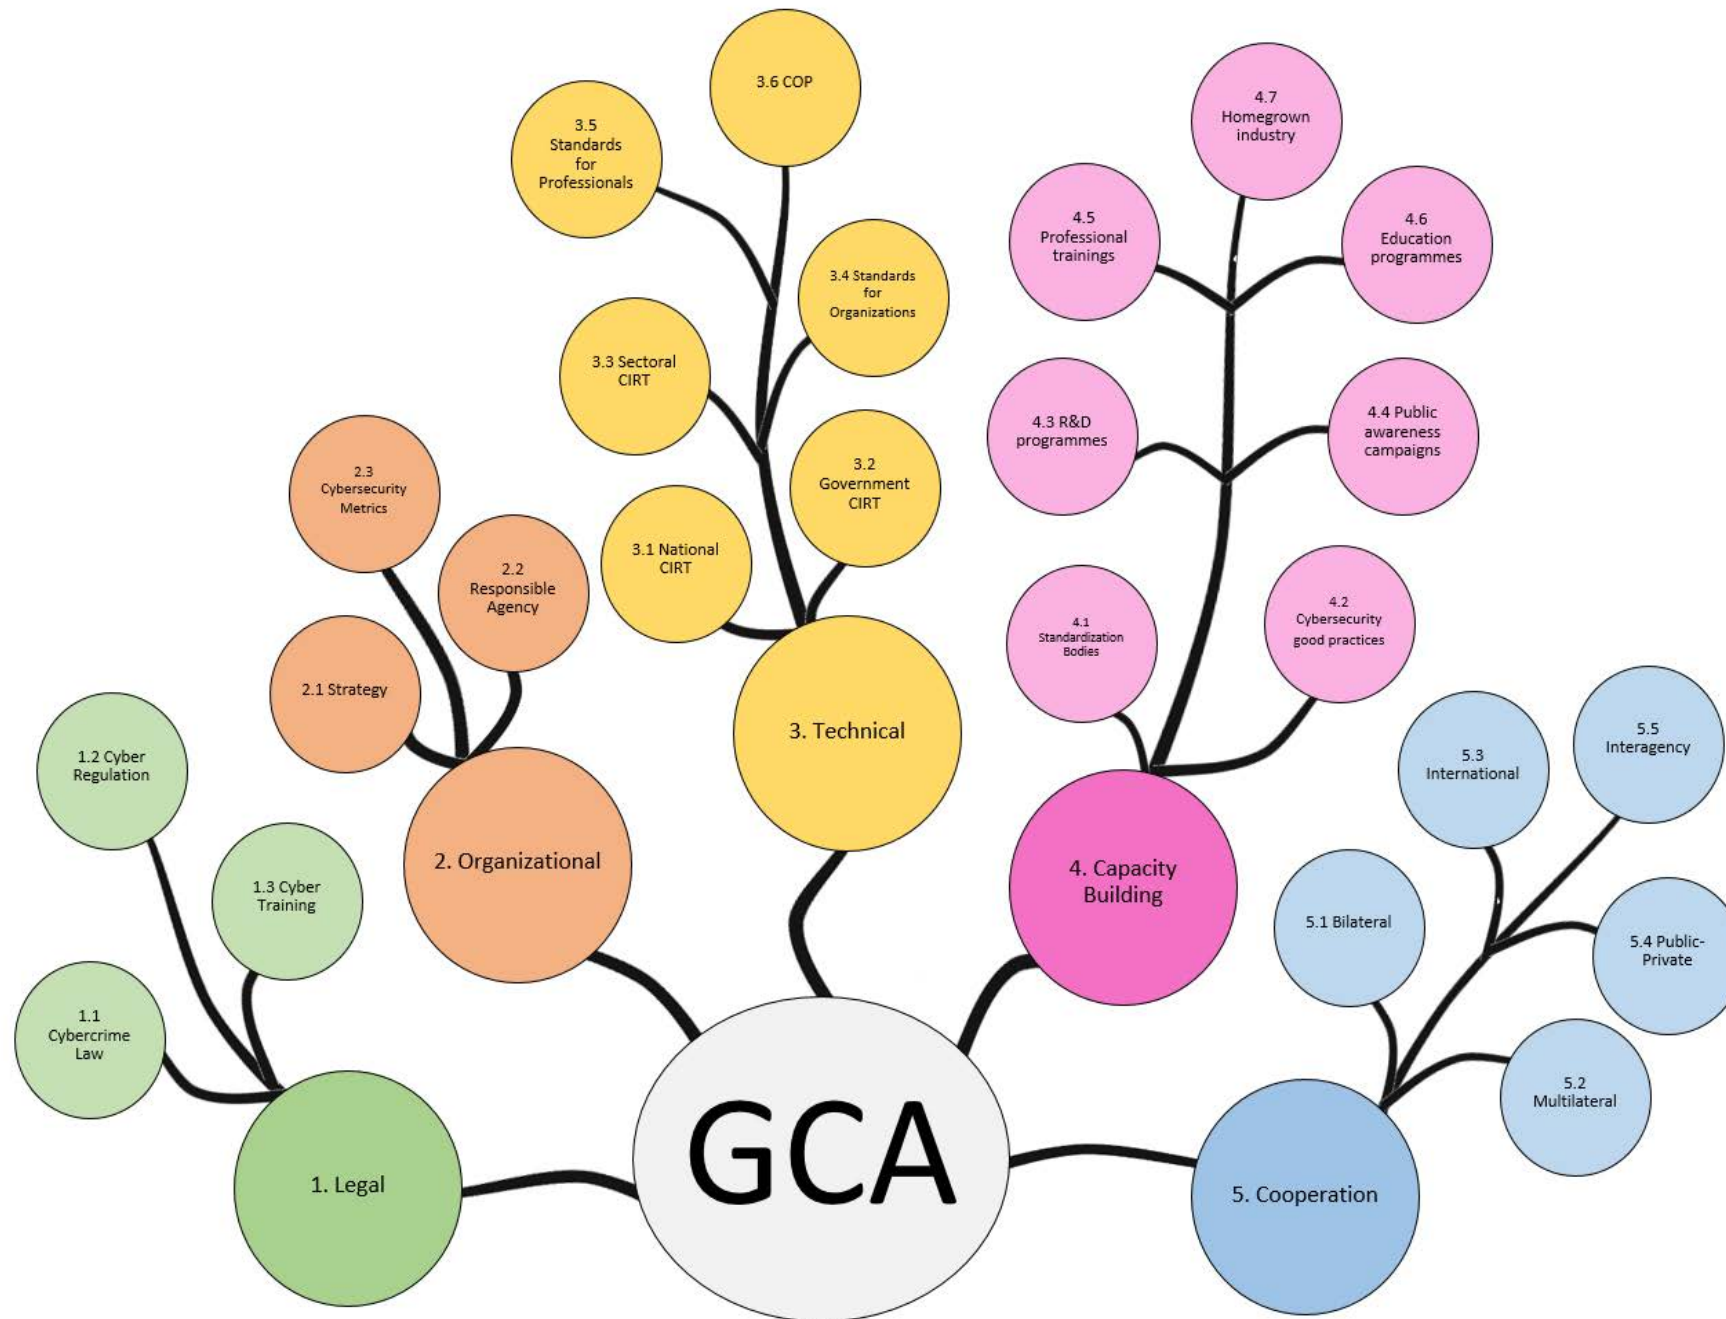 3.6 COP
3.5
Standards
for
Professionals
3.4 Standards
for
Organizations
3.3 Sectoral
CIRT
3.2
Government
CIRT
3.1 National
CIRT
3. Technical
4.7
Homegrown
industry
4.5
Professional
trainings
4.6
Education
programmes
4.3 R&D
programmes
4.4 Public
awareness
campaigns
4.1
Standardization
Bodies
4.2
Cybersecurity
good practices
4. Capacity
Building
2.3
Cybersecurity
Metrics
2.2
Responsible
Agency
2.1 Strategy
2. Organizational
1.2 Cyber
Regulation
1.3 Cyber
Training
1.1
Cybercrime
Law
1. Legal
5.5
Interagency
5.3
International
5.1 Bilateral
5.4 Public-
Private
5.2
Multilateral
5. Cooperation
GCA